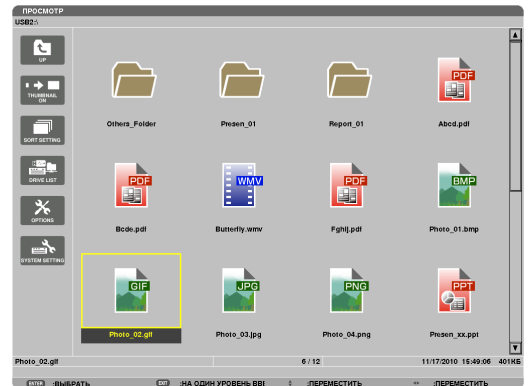 ПРОСМОТР
USB2:\
UP
THUMBNAIL
ON
SORT SETTING
DRIVE LIST
OPTIONS
SYSTEM SETTING
Others_Folder Presen_01 Report_01 Abcd.pdf
PDF
PDF WMV PDF BMP
Bcde.pdf Butterfly.wmv Fghij.pdf Photo_01.bmp
GIF JPG PNG PPT
Photo_02.gif Photo_03.jpg Photo_04.png Presen_xx.ppt
Photo_02.gif 6 / 12 11/17/2010 15:49:06 401КБ
ENTER :ВЫБРАТЬ EXIT :НА ОДИН УРОВЕНЬ ВВІ :ПЕРЕМЕСТИТЬ :ПЕРЕМЕСТИТЬ